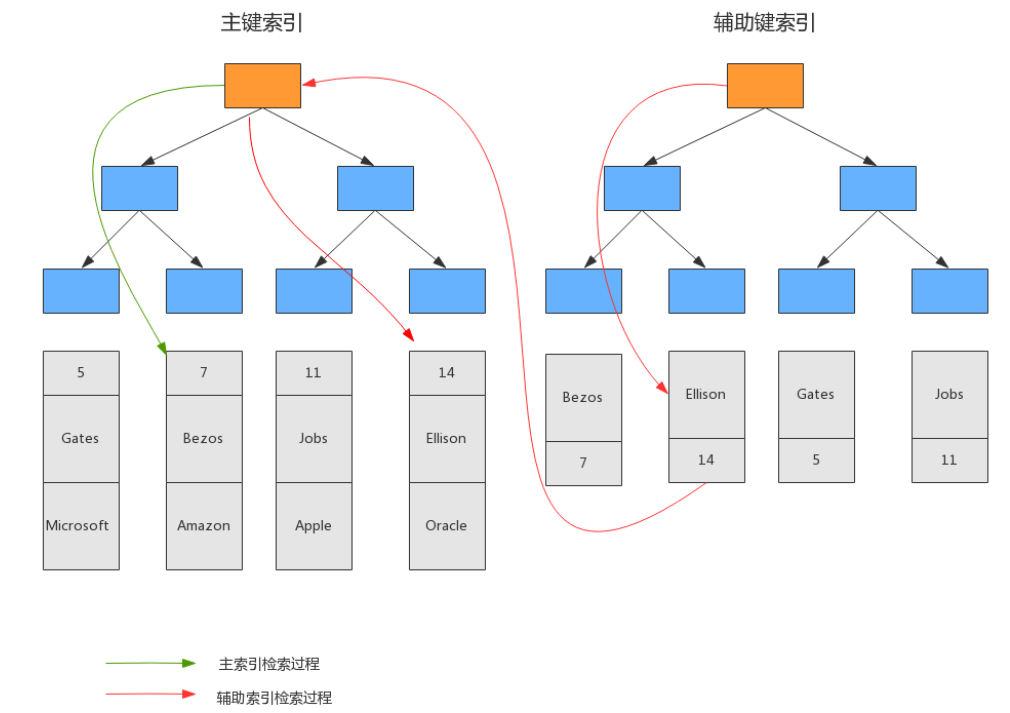 主键索引
辅助键索引
5
7
11
14
Gates
Bezos
Jobs
Ellison
Microsoft
Amazon
Apple
Oracle
Bezos
Ellison
Gates
Jobs
7
14
5
11
主索引检索过程
辅助索引检索过程